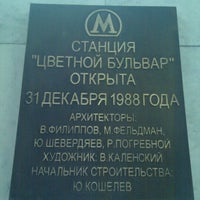 М
СТАНЦИЯ
"ЦВЕТНОЙ БУЛЬВАР"
ОТКРЫТА
31 ДЕКАБРЯ 1988 ГОДА
АРХИТЕКТОРЫ:
В.ФИЛИППОВ, М.ФЕЛЬДМАН,
Ю.ШЕВЕРДЯЕВ, Р.ПОГРЕБНОЙ
ХУДОЖНИК: В.КАЛЕНСКИЙ
НАЧАЛЬНИК СТРОИТЕЛЬСТВА:
Ю.КОШЕЛЕВ